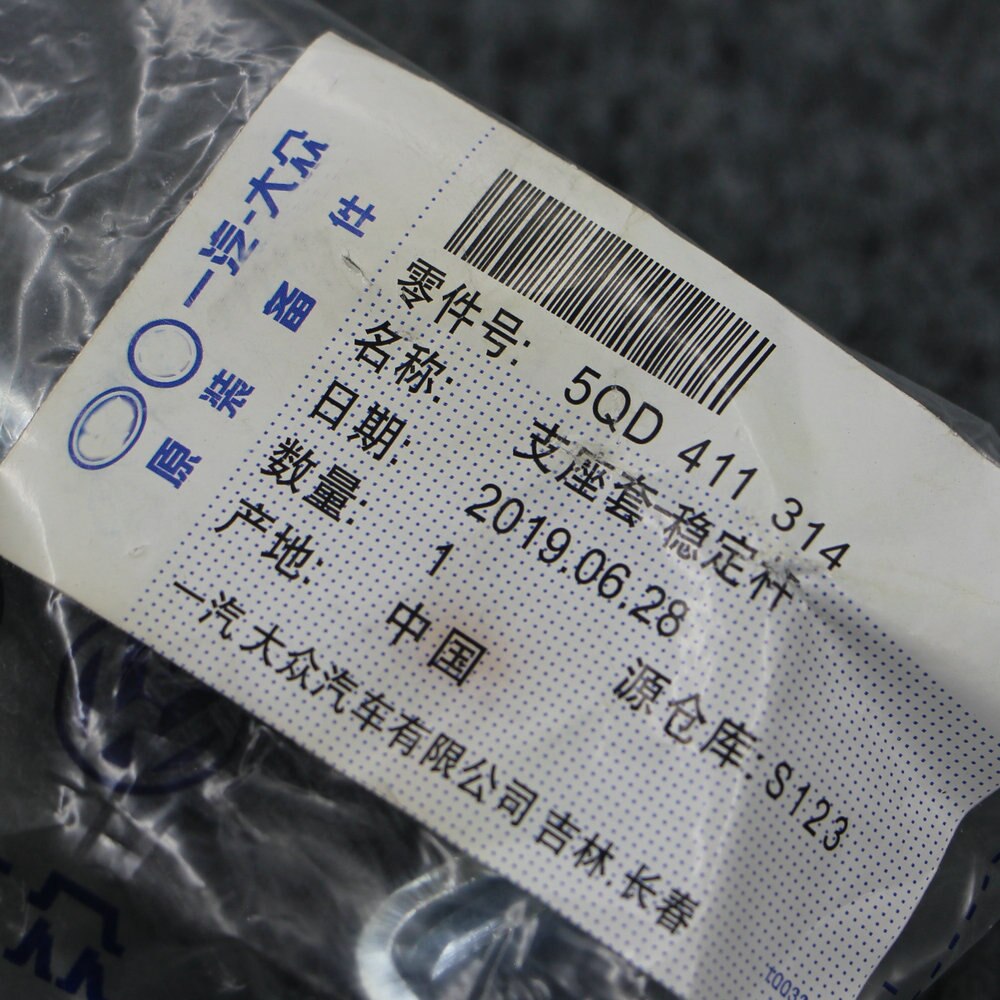 一汽-大众
原装备件
零件号: 5QD 411 314
名称: 支座套-稳定杆
日期: 2019.06.28
数量: 1
产地: 中国
源仓库: S123
一汽大众汽车有限公司 吉林.长春